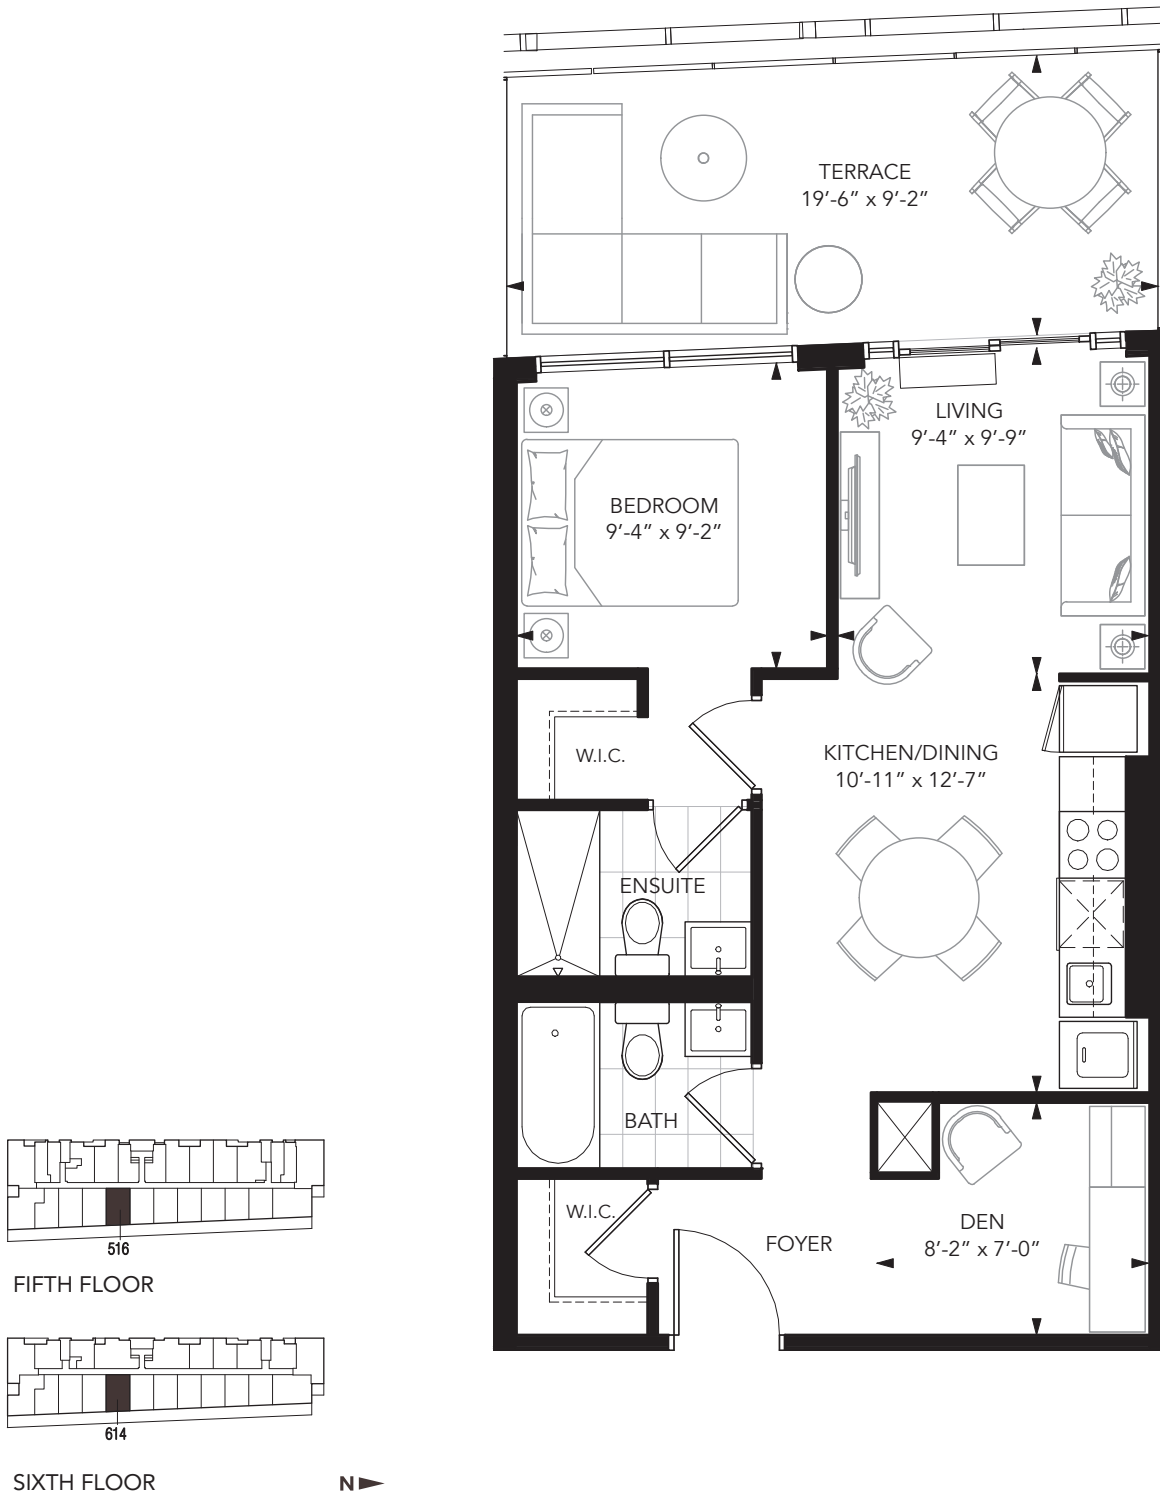 TERRACE
19'-6" x 9'-2"
LIVING
9'-4" x 9'-9"
BEDROOM
9'-4" x 9'-2"
W.I.C.
KITCHEN/DINING
10'-11" x 12'-7"
ENSUITE
BATH
W.I.C.
FOYER
DEN
8'-2" x 7'-0"
516
FIFTH FLOOR
614
SIXTH FLOOR
N